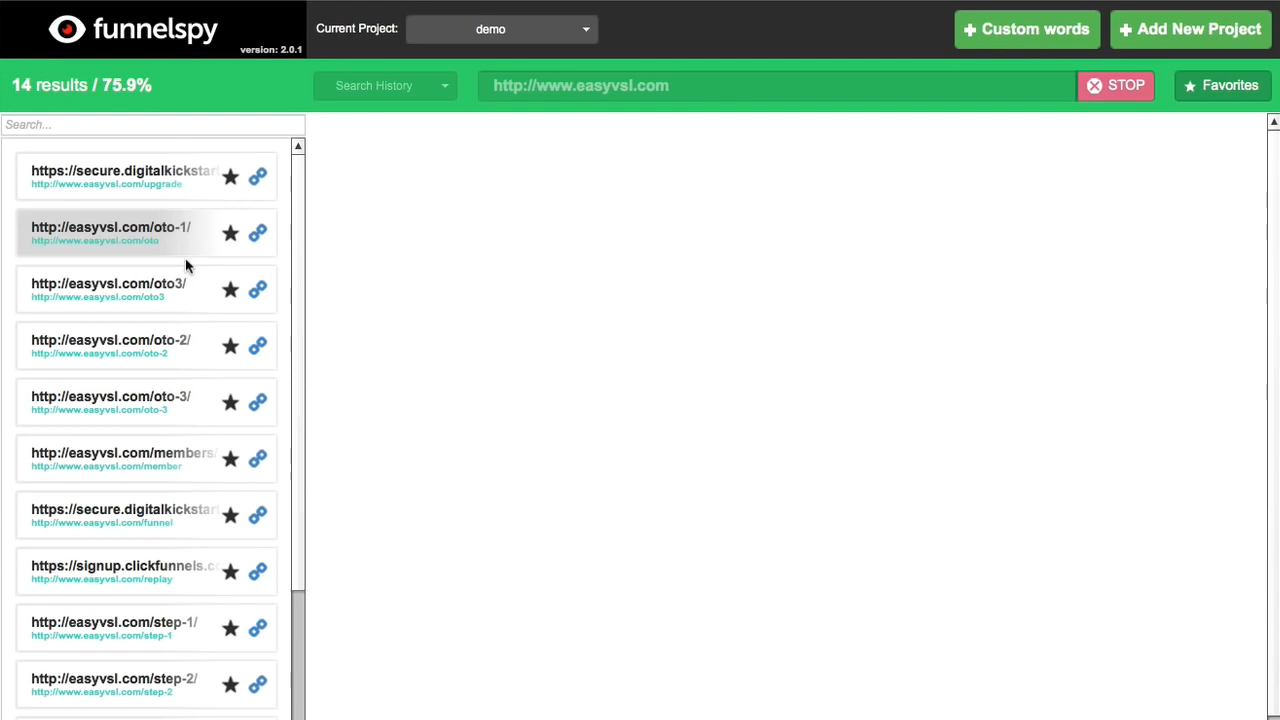 funnelspy
version: 2.0.1
Current Project:
demo
Custom words
Add New Project
14 results / 75.9%
Search History
http://www.easyvsl.com
STOP
Favorites
Search...
https://secure.digitalkickstar
http://www.easyvsl.com/upgrade
http://easyvsl.com/oto-1/
http://www.easyvsl.com/oto
http://easyvsl.com/oto3/
http://www.easyvsl.com/oto3
http://easyvsl.com/oto-2/
http://www.easyvsl.com/oto-2
http://easyvsl.com/oto-3/
http://www.easyvsl.com/oto-3
http://easyvsl.com/members/
http://www.easyvsl.com/member
https://secure.digitalkickstar
http://www.easyvsl.com/funnel
https://signup.clickfunnels.co
http://www.easyvsl.com/replay
http://easyvsl.com/step-1/
http://www.easyvsl.com/step-1
http://easyvsl.com/step-2/
http://www.easyvsl.com/step-2